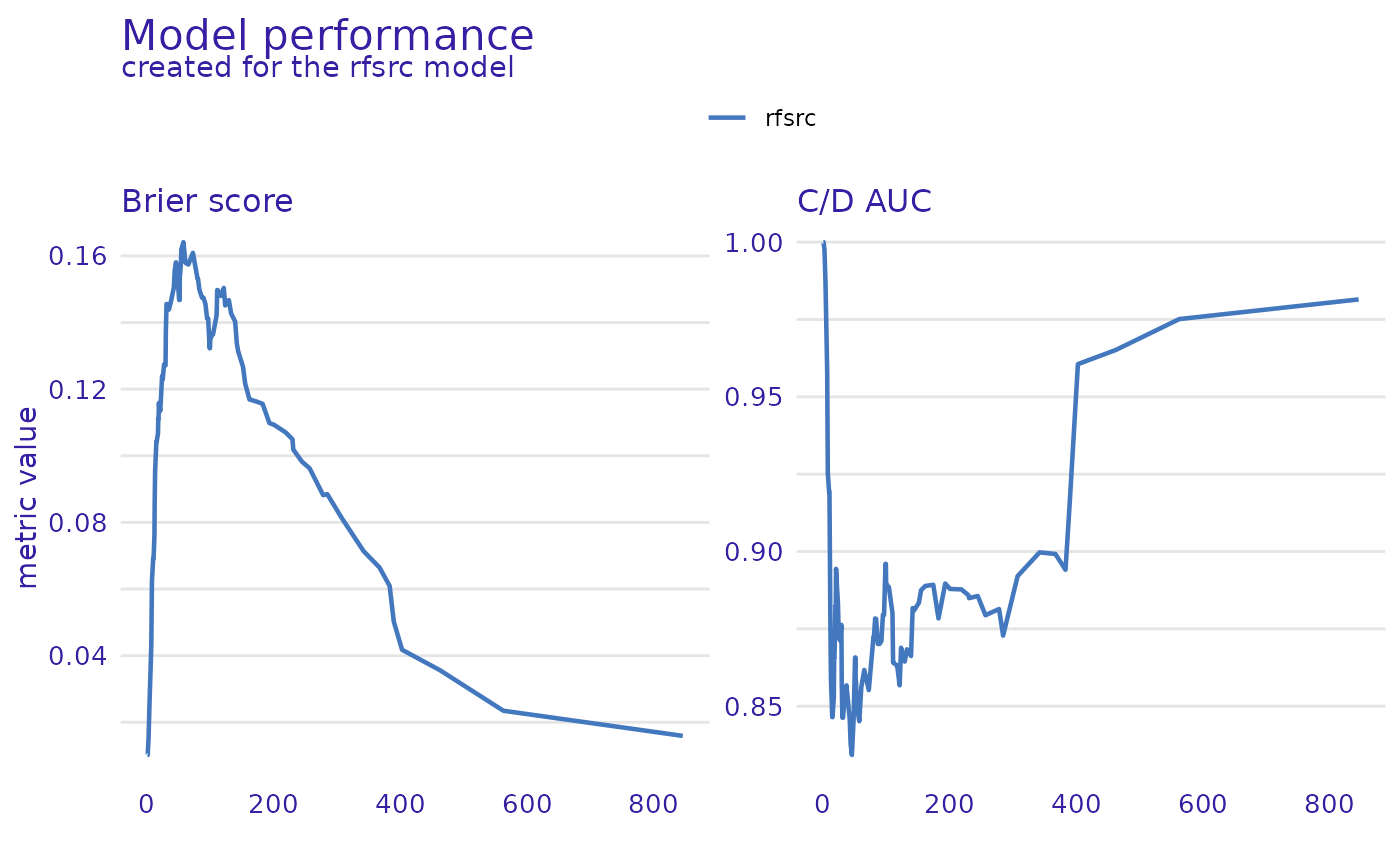 Model performance
created for the rfsrc model
rfsrc
Brier score
C/D AUC
metric value
0.16
0.12
0.08
0.04
0 200 400 600 800
1.00
0.95
0.90
0.85
0 200 400 600 800